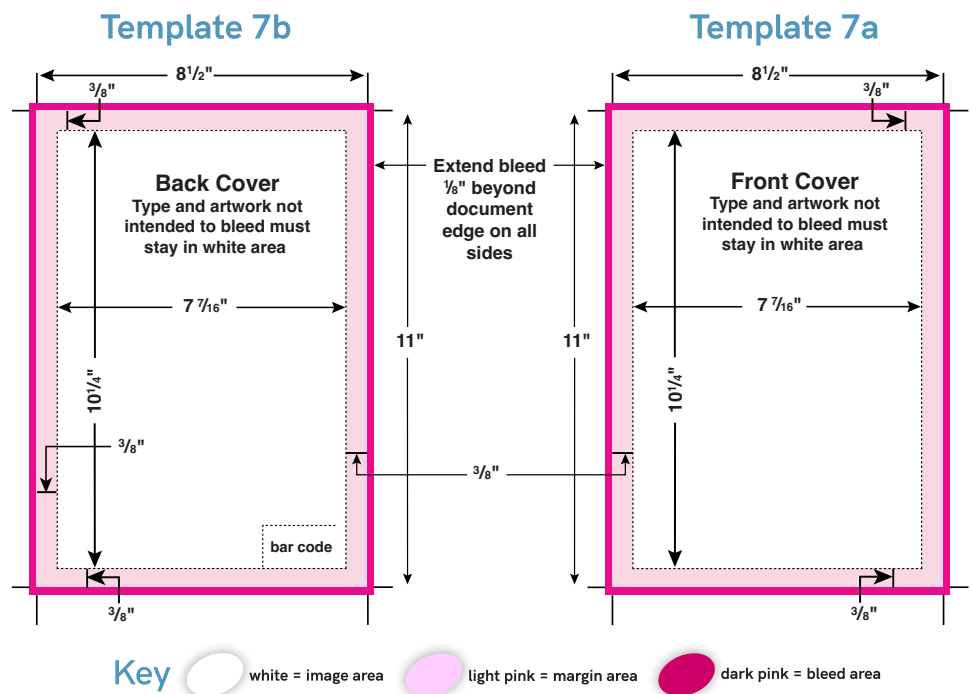 Template 7b
8 1/2"
3/8"
Back Cover
Type and artwork not
intended to bleed must
stay in white area
7 7/16"
10 1/4"
11"
3/8"
bar code
3/8"
Extend bleed
1/8" beyond
document
edge on all
sides
3/8"
Template 7a
8 1/2"
3/8"
Front Cover
Type and artwork not
intended to bleed must
stay in white area
7 7/16"
11"
10 1/4"
3/8"
Key
white = image area
light pink = margin area
dark pink = bleed area